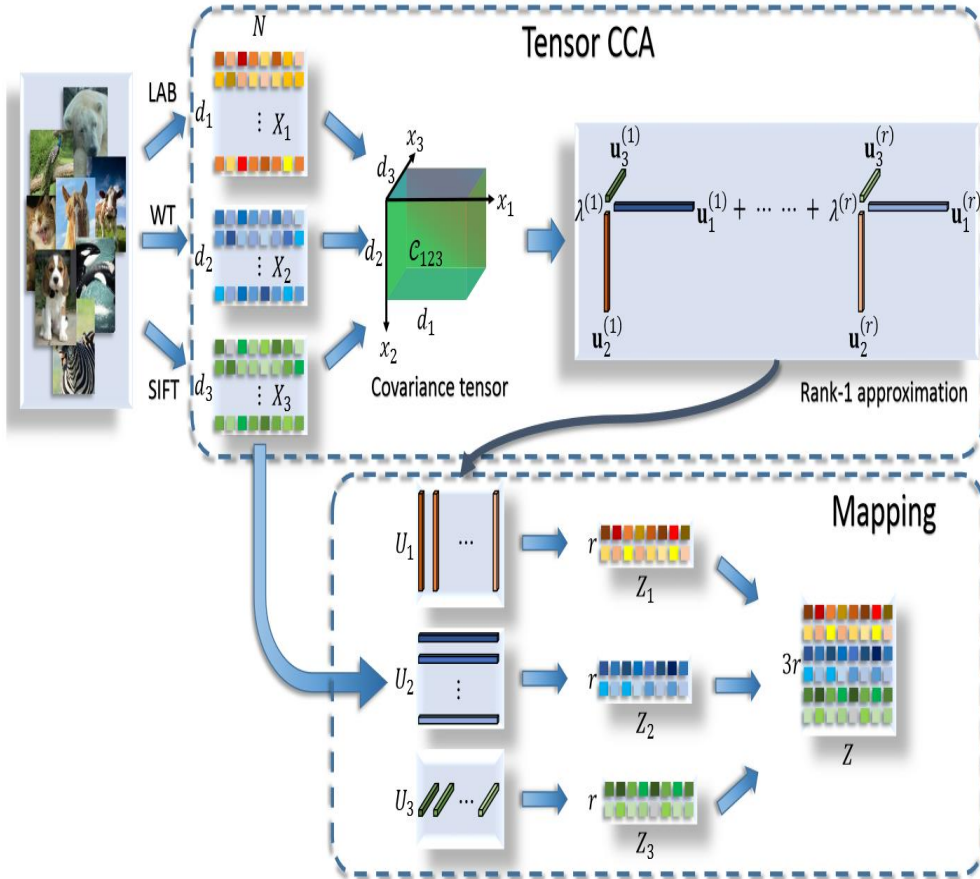 Tensor CCA
N
LAB
d₁
⋮ X₁
WT
d₂
⋮ X₂
SIFT
d₃
⋮ X₃
x₃
d₃
x₁
d₂
𝒞₁₂₃
d₁
x₂
Covariance tensor
𝐮₃⁽¹⁾
λ⁽¹⁾
𝐮₁⁽¹⁾
𝐮₂⁽¹⁾
+ ⋯ ⋯ +
𝐮₃⁽ʳ⁾
λ⁽ʳ⁾
𝐮₁⁽ʳ⁾
𝐮₂⁽ʳ⁾
Rank-1 approximation
Mapping
U₁
⋯
r
Z₁
U₂
⋮
r
Z₂
U₃
⋯
r
Z₃
3r
Z